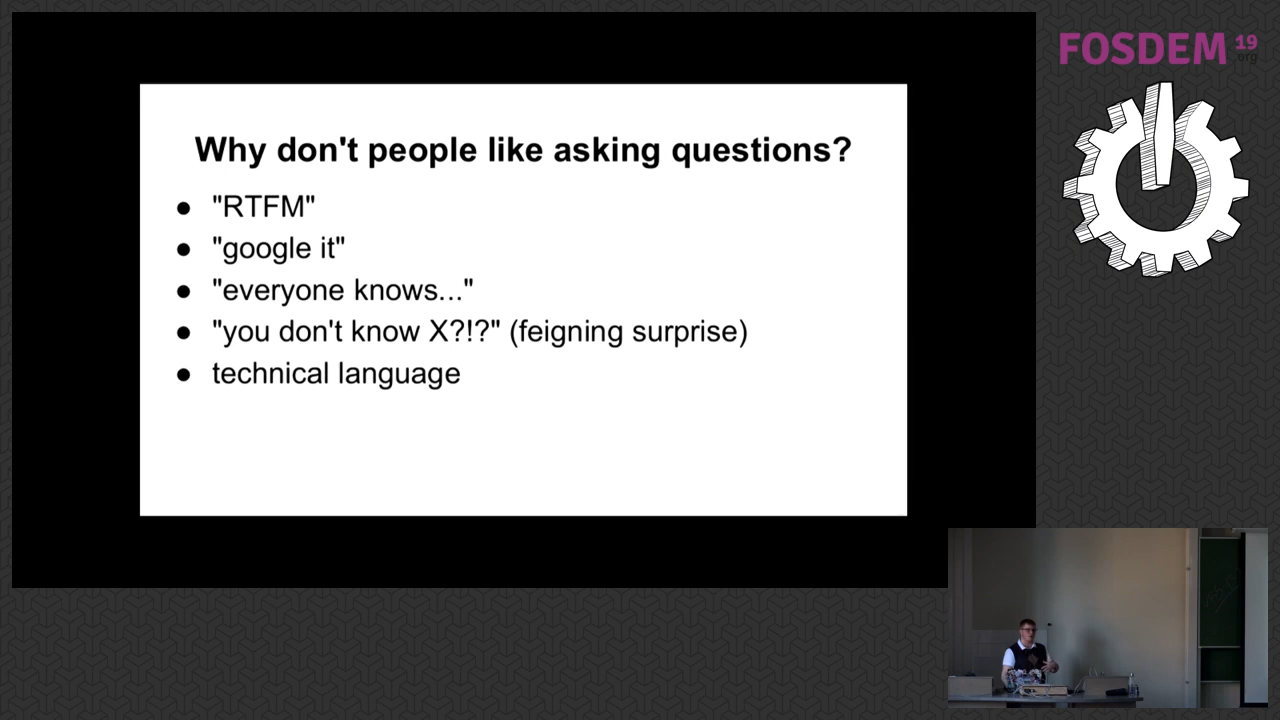 FOSDEM 19
.org
Why don't people like asking questions?
● "RTFM"
● "google it"
● "everyone knows..."
● "you don't know X?!?" (feigning surprise)
● technical language